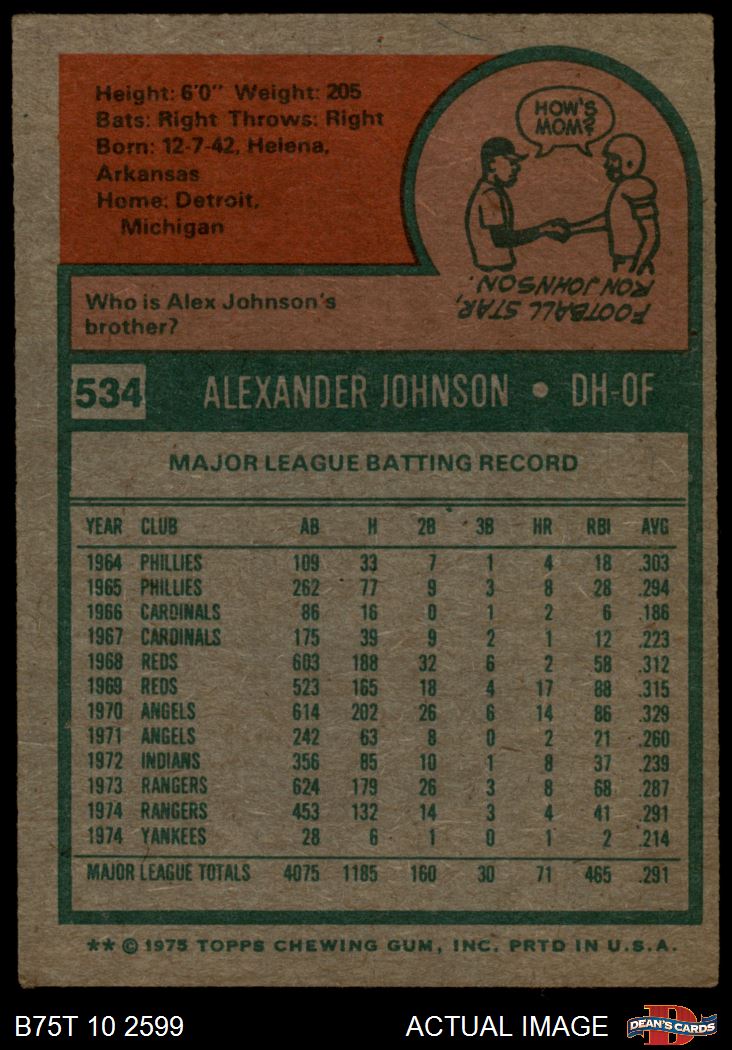 Height: 6'0" Weight: 205
Bats: Right Throws: Right
Born: 12-7-42, Helena,
Arkansas
Home: Detroit,
Michigan
HOW'S
MOM?
Who is Alex Johnson's
brother?
FOOTBALL STAR,
RON JOHNSON.
534 ALEXANDER JOHNSON • DH-OF
MAJOR LEAGUE BATTING RECORD
YEAR CLUB AB H 2B 3B HR RBI AVG
1964 PHILLIES 109 33 7 1 4 18 .303
1965 PHILLIES 262 77 9 3 8 28 .294
1966 CARDINALS 86 16 0 1 2 6 .186
1967 CARDINALS 175 39 9 2 1 12 .223
1968 REDS 603 188 32 6 2 58 .312
1969 REDS 523 165 18 4 17 88 .315
1970 ANGELS 614 202 26 6 14 86 .329
1971 ANGELS 242 63 8 0 2 21 .260
1972 INDIANS 356 85 10 1 8 37 .239
1973 RANGERS 624 179 26 3 8 68 .287
1974 RANGERS 453 132 14 3 4 41 .291
1974 YANKEES 28 6 1 0 1 2 .214
MAJOR LEAGUE TOTALS 4075 1185 160 30 71 465 .291
** © 1975 TOPPS CHEWING GUM, INC. PRTD IN U.S.A.
B75T 10 2599 ACTUAL IMAGE DEAN'S CARDS